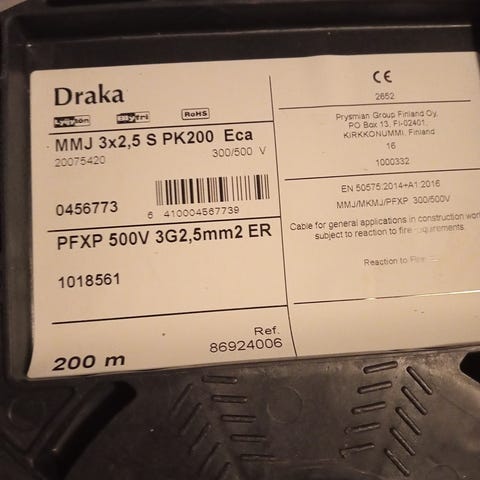 Draka
Lyijytön Ellyijytön RoHS
MMJ 3x2,5 S PK200 Eca
20075420 300/500 V
0456773
6 410004567739
PFXP 500V 3G2,5mm2 ER
1018561
200 m
Ref.
86924006
CE
2652
Prysmian Group Finland Oy,
PO Box 13, FI-02401,
KIRKKONUMMI, Finland
16
1000332
EN 50575:2014+A1:2016
MMJ/MKMJ/PFXP 300/500V
Cable for general applications in construction work
subject to reaction to fire requirements
Reaction to Fire